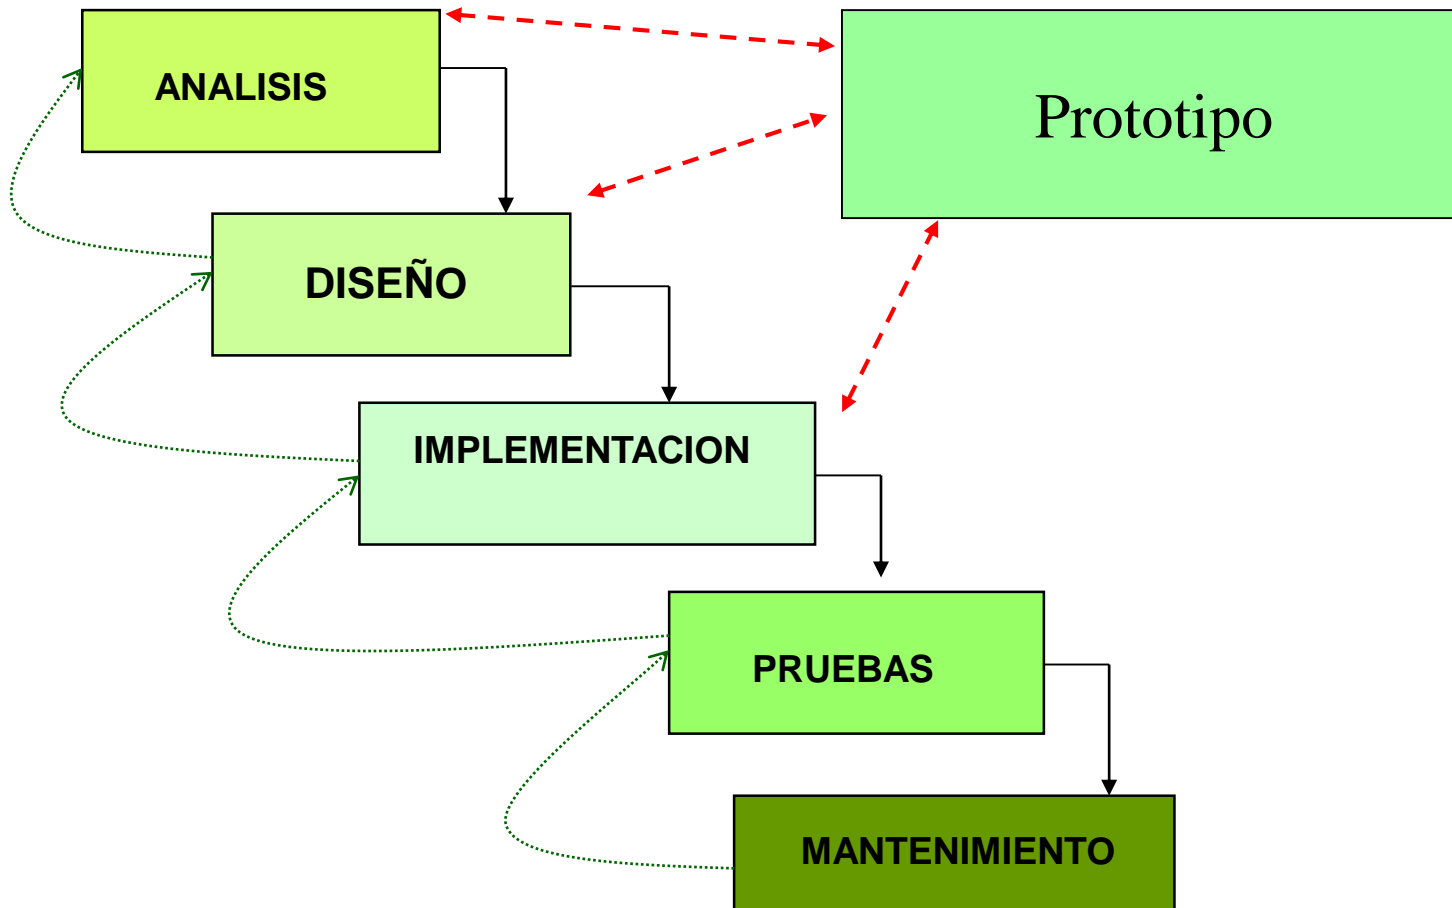 ANALISIS
Prototipo
DISEÑO
IMPLEMENTACION
PRUEBAS
MANTENIMIENTO